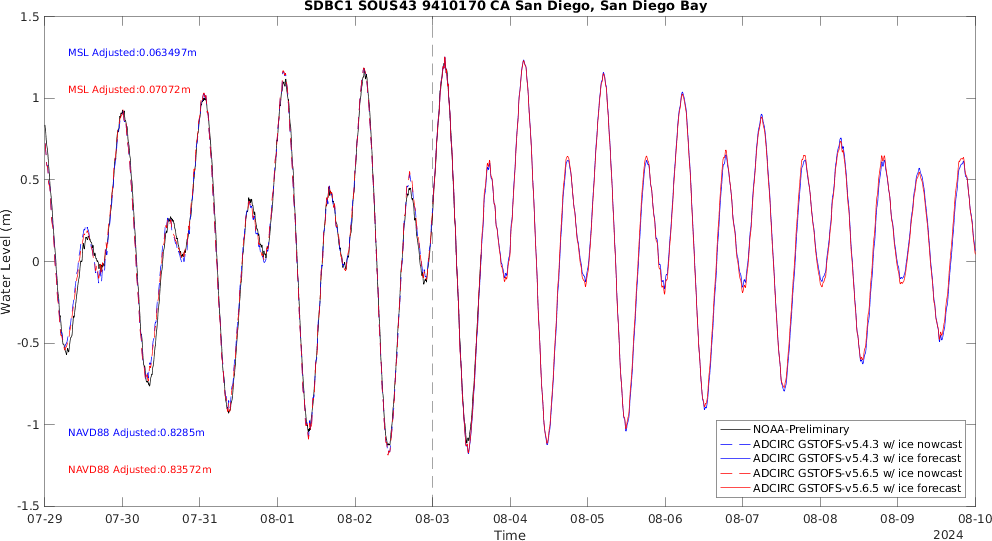 SDBC1 SOUS43 9410170 CA San Diego, San Diego Bay
1.5
MSL Adjusted:0.063497m
MSL Adjusted:0.07072m
1
0.5
Water Level (m)
0
-0.5
-1
NAVD88 Adjusted:0.8285m
NAVD88 Adjusted:0.83572m
NOAA-Preliminary
ADCIRC GSTOFS-v5.4.3 w/ ice nowcast
ADCIRC GSTOFS-v5.4.3 w/ ice forecast
ADCIRC GSTOFS-v5.6.5 w/ ice nowcast
ADCIRC GSTOFS-v5.6.5 w/ ice forecast
-1.5
07-29 07-30 07-31 08-01 08-02 08-03 08-04 08-05 08-06 08-07 08-08 08-09 08-10
Time
2024